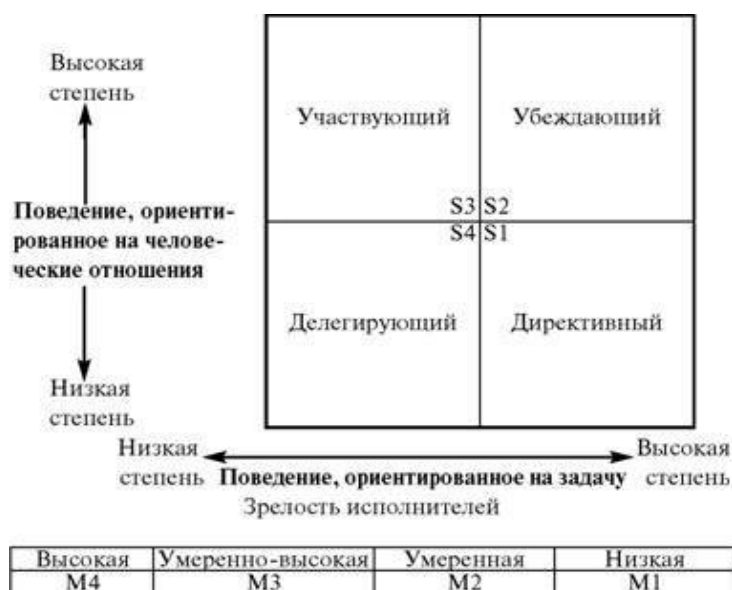 Высокая
степень
Участвующий Убеждающий
S3 S2
Поведение, ориенти-
рованное на челове-
ческие отношения
S4 S1
Делегирующий Директивный
Низкая
степень
Низкая Высокая
степень Поведение, ориентированное на задачу степень
Зрелость исполнителей
Высокая Умеренно-высокая Умеренная Низкая
M4 M3 M2 M1